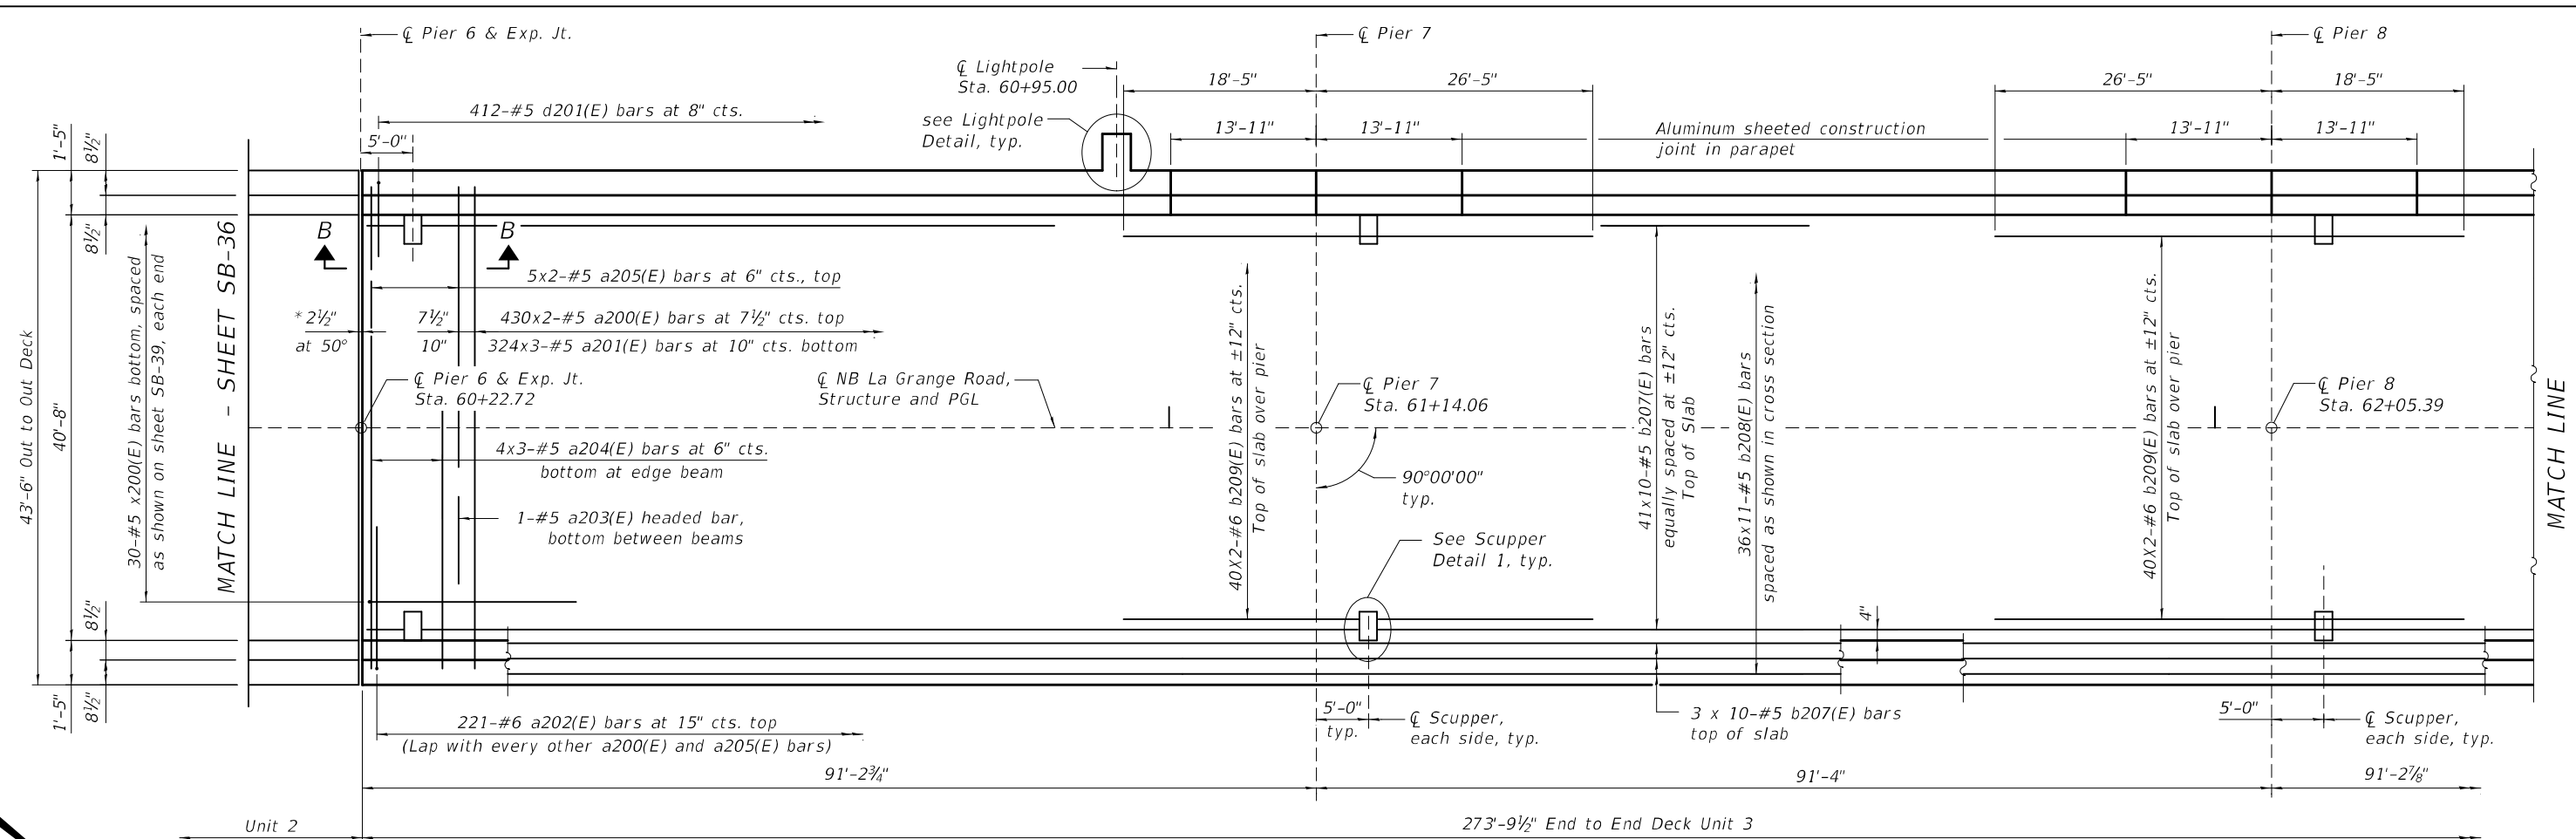 ℄ Pier 6 & Exp. Jt.
℄ Pier 7
℄ Pier 8
℄ Lightpole
Sta. 60+95.00
18'-5"
26'-5"
26'-5"
18'-5"
412-#5 d201(E) bars at 8" cts.
see Lightpole
Detail, typ.
5'-0"
13'-11"
13'-11"
Aluminum sheeted construction
joint in parapet
13'-11"
13'-11"
1'-5"
8½"
8½"
43'-6" Out to Out Deck
40'-8"
30-#5 x200(E) bars bottom, spaced
as shown on sheet SB-39, each end
MATCH LINE - SHEET SB-36
B
B
5x2-#5 a205(E) bars at 6" cts., top
*2½"
at 50°
7½"
10"
430x2-#5 a200(E) bars at 7½" cts. top
324x3-#5 a201(E) bars at 10" cts. bottom
℄ Pier 6 & Exp. Jt.
Sta. 60+22.72
℄ NB La Grange Road,
Structure and PGL
40X2-#6 b209(E) bars at ±12" cts.
Top of slab over pier
℄ Pier 7
Sta. 61+14.06
41x10-#5 b207(E) bars
equally spaced at ±12" cts.
Top of Slab
36x11-#5 b208(E) bars
spaced as shown in cross section
40X2-#6 b209(E) bars at ±12" cts.
Top of slab over pier
℄ Pier 8
Sta. 62+05.39
MATCH LINE
4x3-#5 a204(E) bars at 6" cts.
bottom at edge beam
90°00'00"
typ.
1-#5 a203(E) headed bar,
bottom between beams
See Scupper
Detail 1, typ.
8½"
4"
1'-5"
8½"
221-#6 a202(E) bars at 15" cts. top
(Lap with every other a200(E) and a205(E) bars)
5'-0"
typ.
℄ Scupper,
each side, typ.
3 x 10-#5 b207(E) bars
top of slab
5'-0"
℄ Scupper,
each side, typ.
91'-2¾"
91'-4"
91'-2⅞"
Unit 2
273'-9½" End to End Deck Unit 3